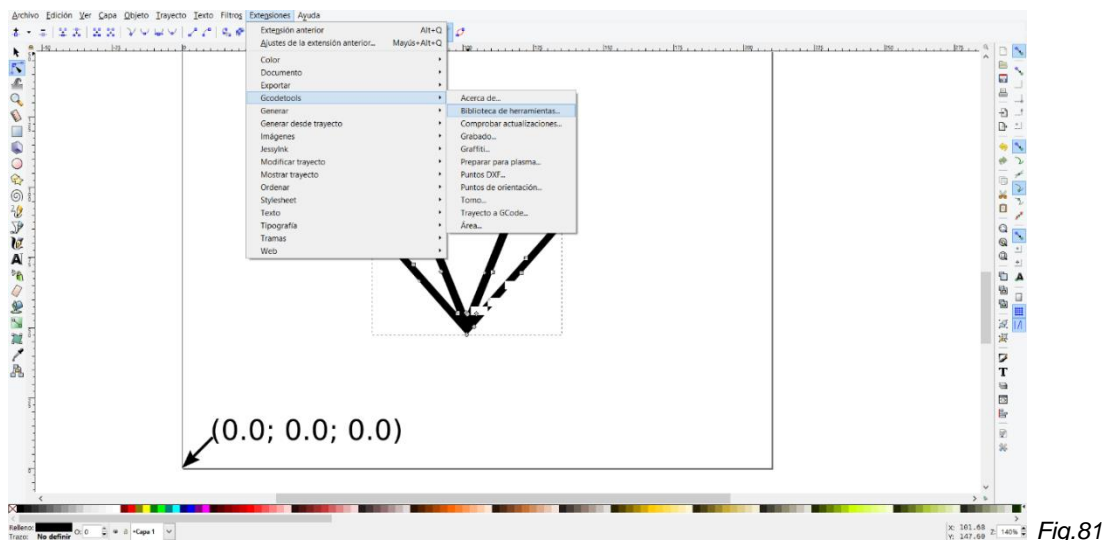 Archivo Edición Ver Capa Objeto Trayecto Texto Filtros Extensiones Ayuda
Extensión anterior Alt+Q
Ajustes de la extensión anterior... Mayús+Alt+Q
Color
Documento
Exportar
Gcodetools
Generar
Generar desde trayecto
Imágenes
JessyInk
Modificar trayecto
Mostrar trayecto
Ordenar
Stylesheet
Texto
Tipografía
Tramas
Web
Acerca de...
Biblioteca de herramientas...
Comprobar actualizaciones...
Grabado...
Graffiti...
Preparar para plasma...
Puntos DXF...
Puntos de orientación...
Torno...
Trayecto a GCode...
Área...
(0.0; 0.0; 0.0)
Relleno:
Trazo: No definir
O: 0
•Capa 1
X: 101.68
Y: 147.60
Z: 140%
Fig.81